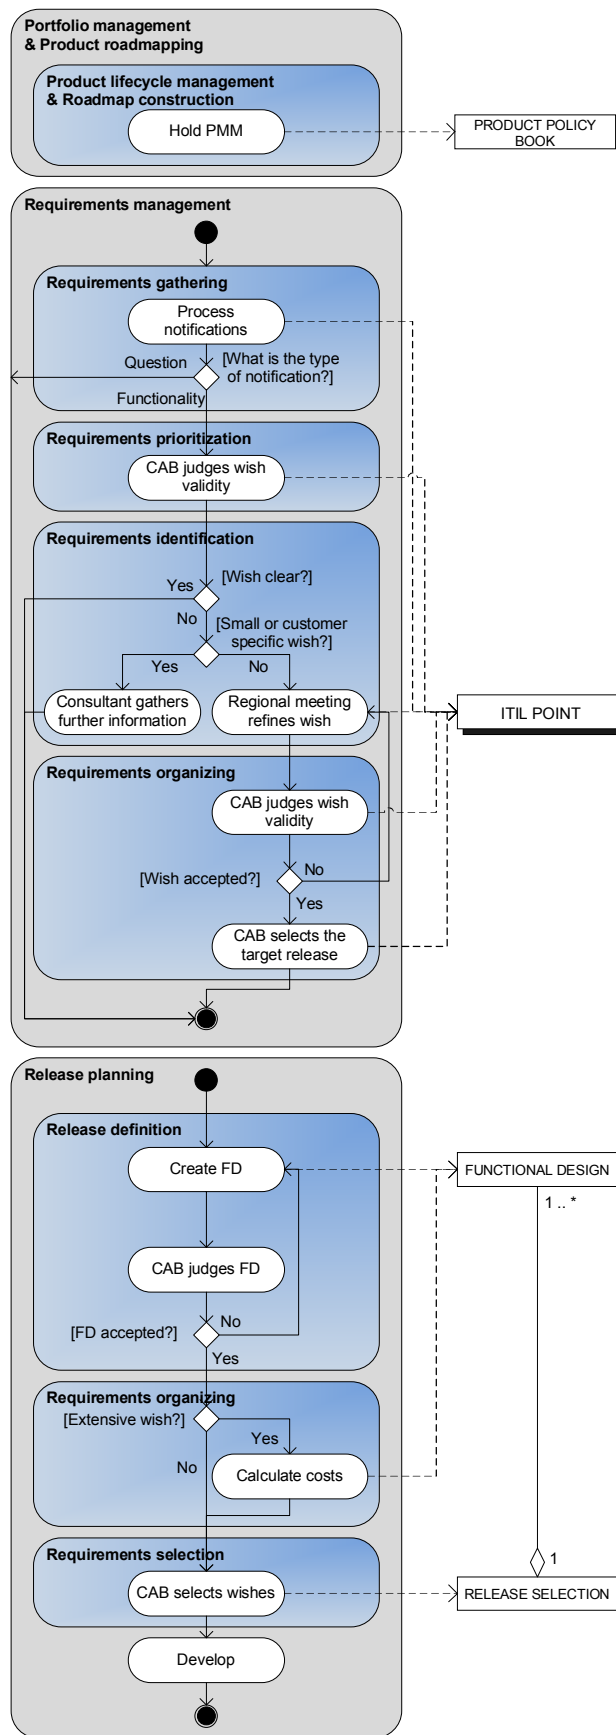 Portfolio management
& Product roadmapping
Product lifecycle management
& Roadmap construction
Hold PMM
PRODUCT POLICY
BOOK
Requirements management
Requirements gathering
Process
notifications
Question
[What is the type
of notification?]
Functionality
Requirements prioritization
CAB judges wish
validity
Requirements identification
Yes
[Wish clear?]
No
[Small or customer
specific wish?]
Yes
No
Consultant gathers
further information
Regional meeting
refines wish
ITIL POINT
Requirements organizing
CAB judges wish
validity
[Wish accepted?]
No
Yes
CAB selects the
target release
Release planning
Release definition
Create FD
FUNCTIONAL DESIGN
1 .. *
CAB judges FD
[FD accepted?]
No
Yes
Requirements organizing
[Extensive wish?]
Yes
No
Calculate costs
Requirements selection
1
CAB selects wishes
RELEASE SELECTION
Develop